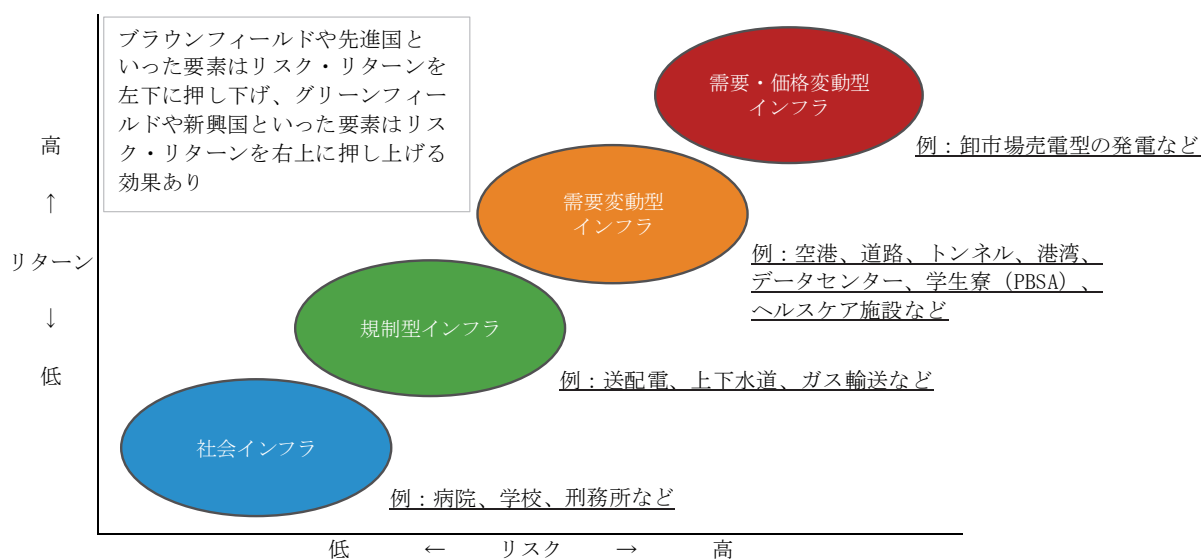 ブラウンフィールドや先進国と
いった要素はリスク・リターンを
左下に押し下げ、グリーンフィー
ルドや新興国といった要素はリス
ク・リターンを右上に押し上げる
効果あり
需要・価格変動型
インフラ
例：卸市場売電型の発電など
需要変動型
インフラ
例：空港、道路、トンネル、港湾、
データセンター、学生寮（PBSA）、
ヘルスケア施設など
規制型インフラ
例：送配電、上下水道、ガス輸送など
社会インフラ
例：病院、学校、刑務所など
高
↑
リターン
↓
低
低 ← リスク → 高